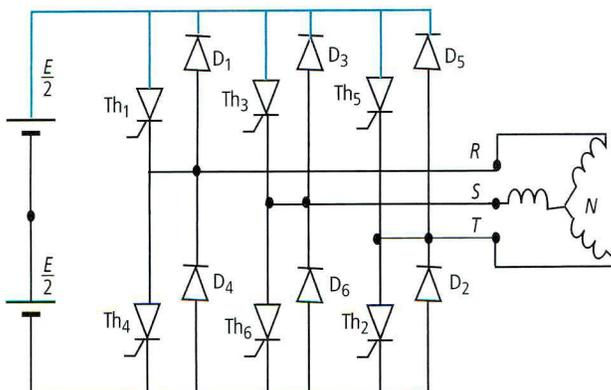 D₁
D₃
D₅
E/2
Th₁
Th₃
Th₅
R
S
N
T
E/2
D₄
D₆
D₂
Th₄
Th₆
Th₂